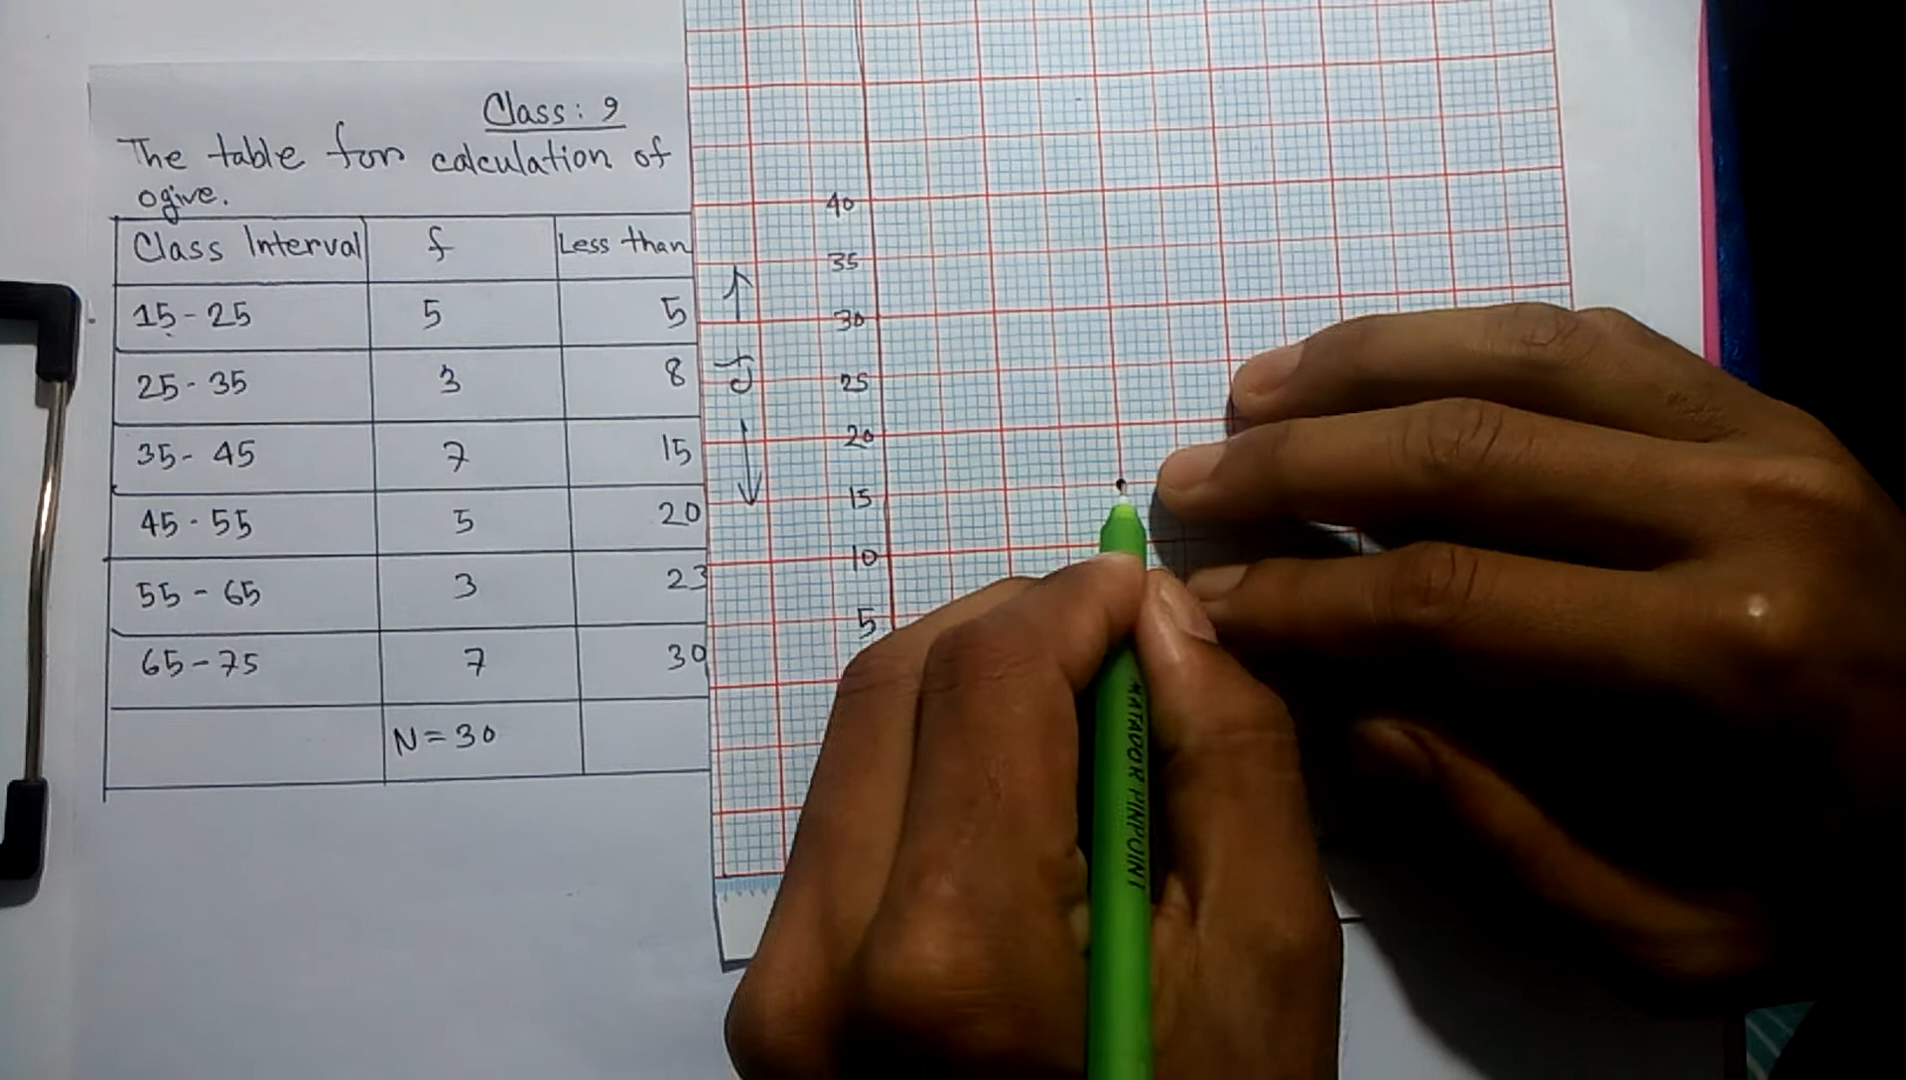 Class: 9
The table for calculation of
ogive.
Class Interval f Less than
15-25 5 5
25-35 3 8
35-45 7 15
45-55 5 20
55-65 3 23
65-75 7 30
N=30
40
35
30
25
20
15
10
5
MATADOR PINPOINT